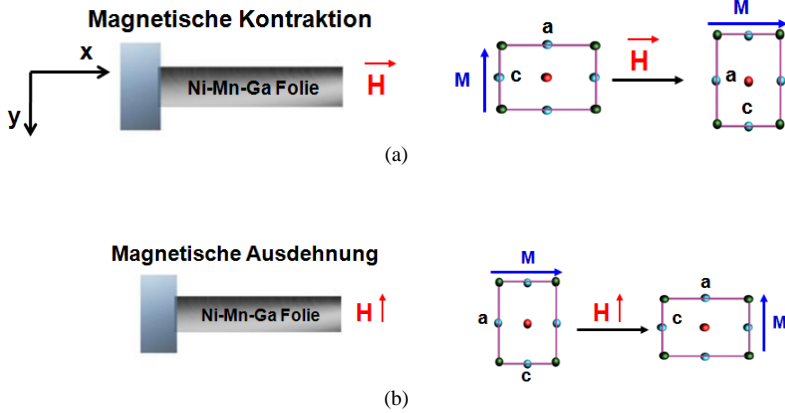 Magnetische Kontraktion
x
y
Ni-Mn-Ga Folie
H
M
a
c
H
M
a
c
(a)
Magnetische Ausdehnung
Ni-Mn-Ga Folie
H
M
a
c
H
a
c
M
(b)